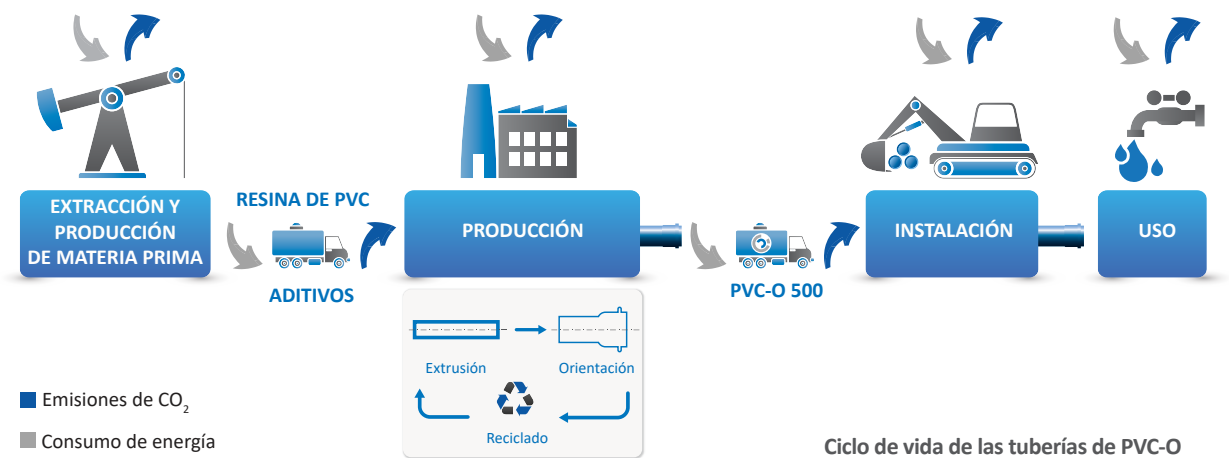 EXTRACCIÓN Y
PRODUCCIÓN
DE MATERIA PRIMA
RESINA DE PVC
ADITIVOS
PRODUCCIÓN
PVC-O 500
INSTALACIÓN
USO
Extrusión
Orientación
Reciclado
Emisiones de CO₂
Consumo de energía
Ciclo de vida de las tuberías de PVC-O